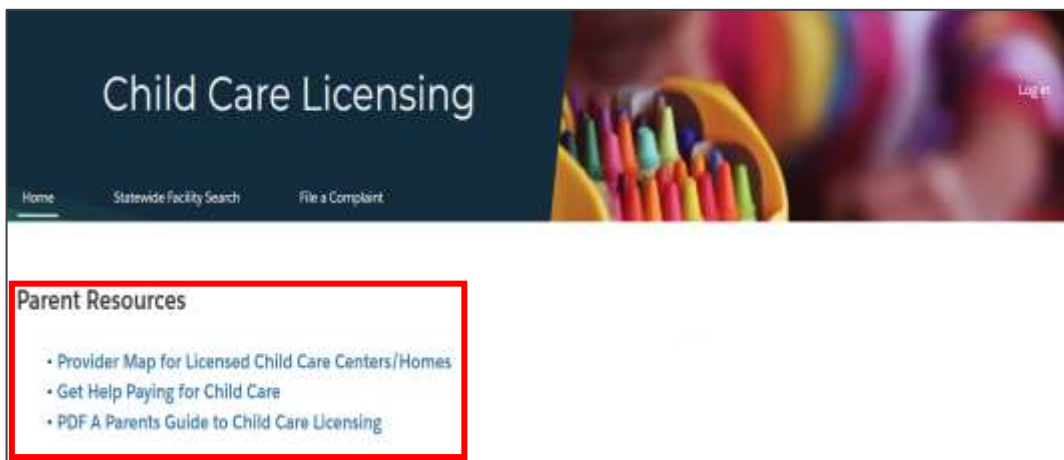 Child Care Licensing
Log in
Home Statewide Facility Search File a Complaint
Parent Resources
• Provider Map for Licensed Child Care Centers/Homes
• Get Help Paying for Child Care
• PDF A Parents Guide to Child Care Licensing